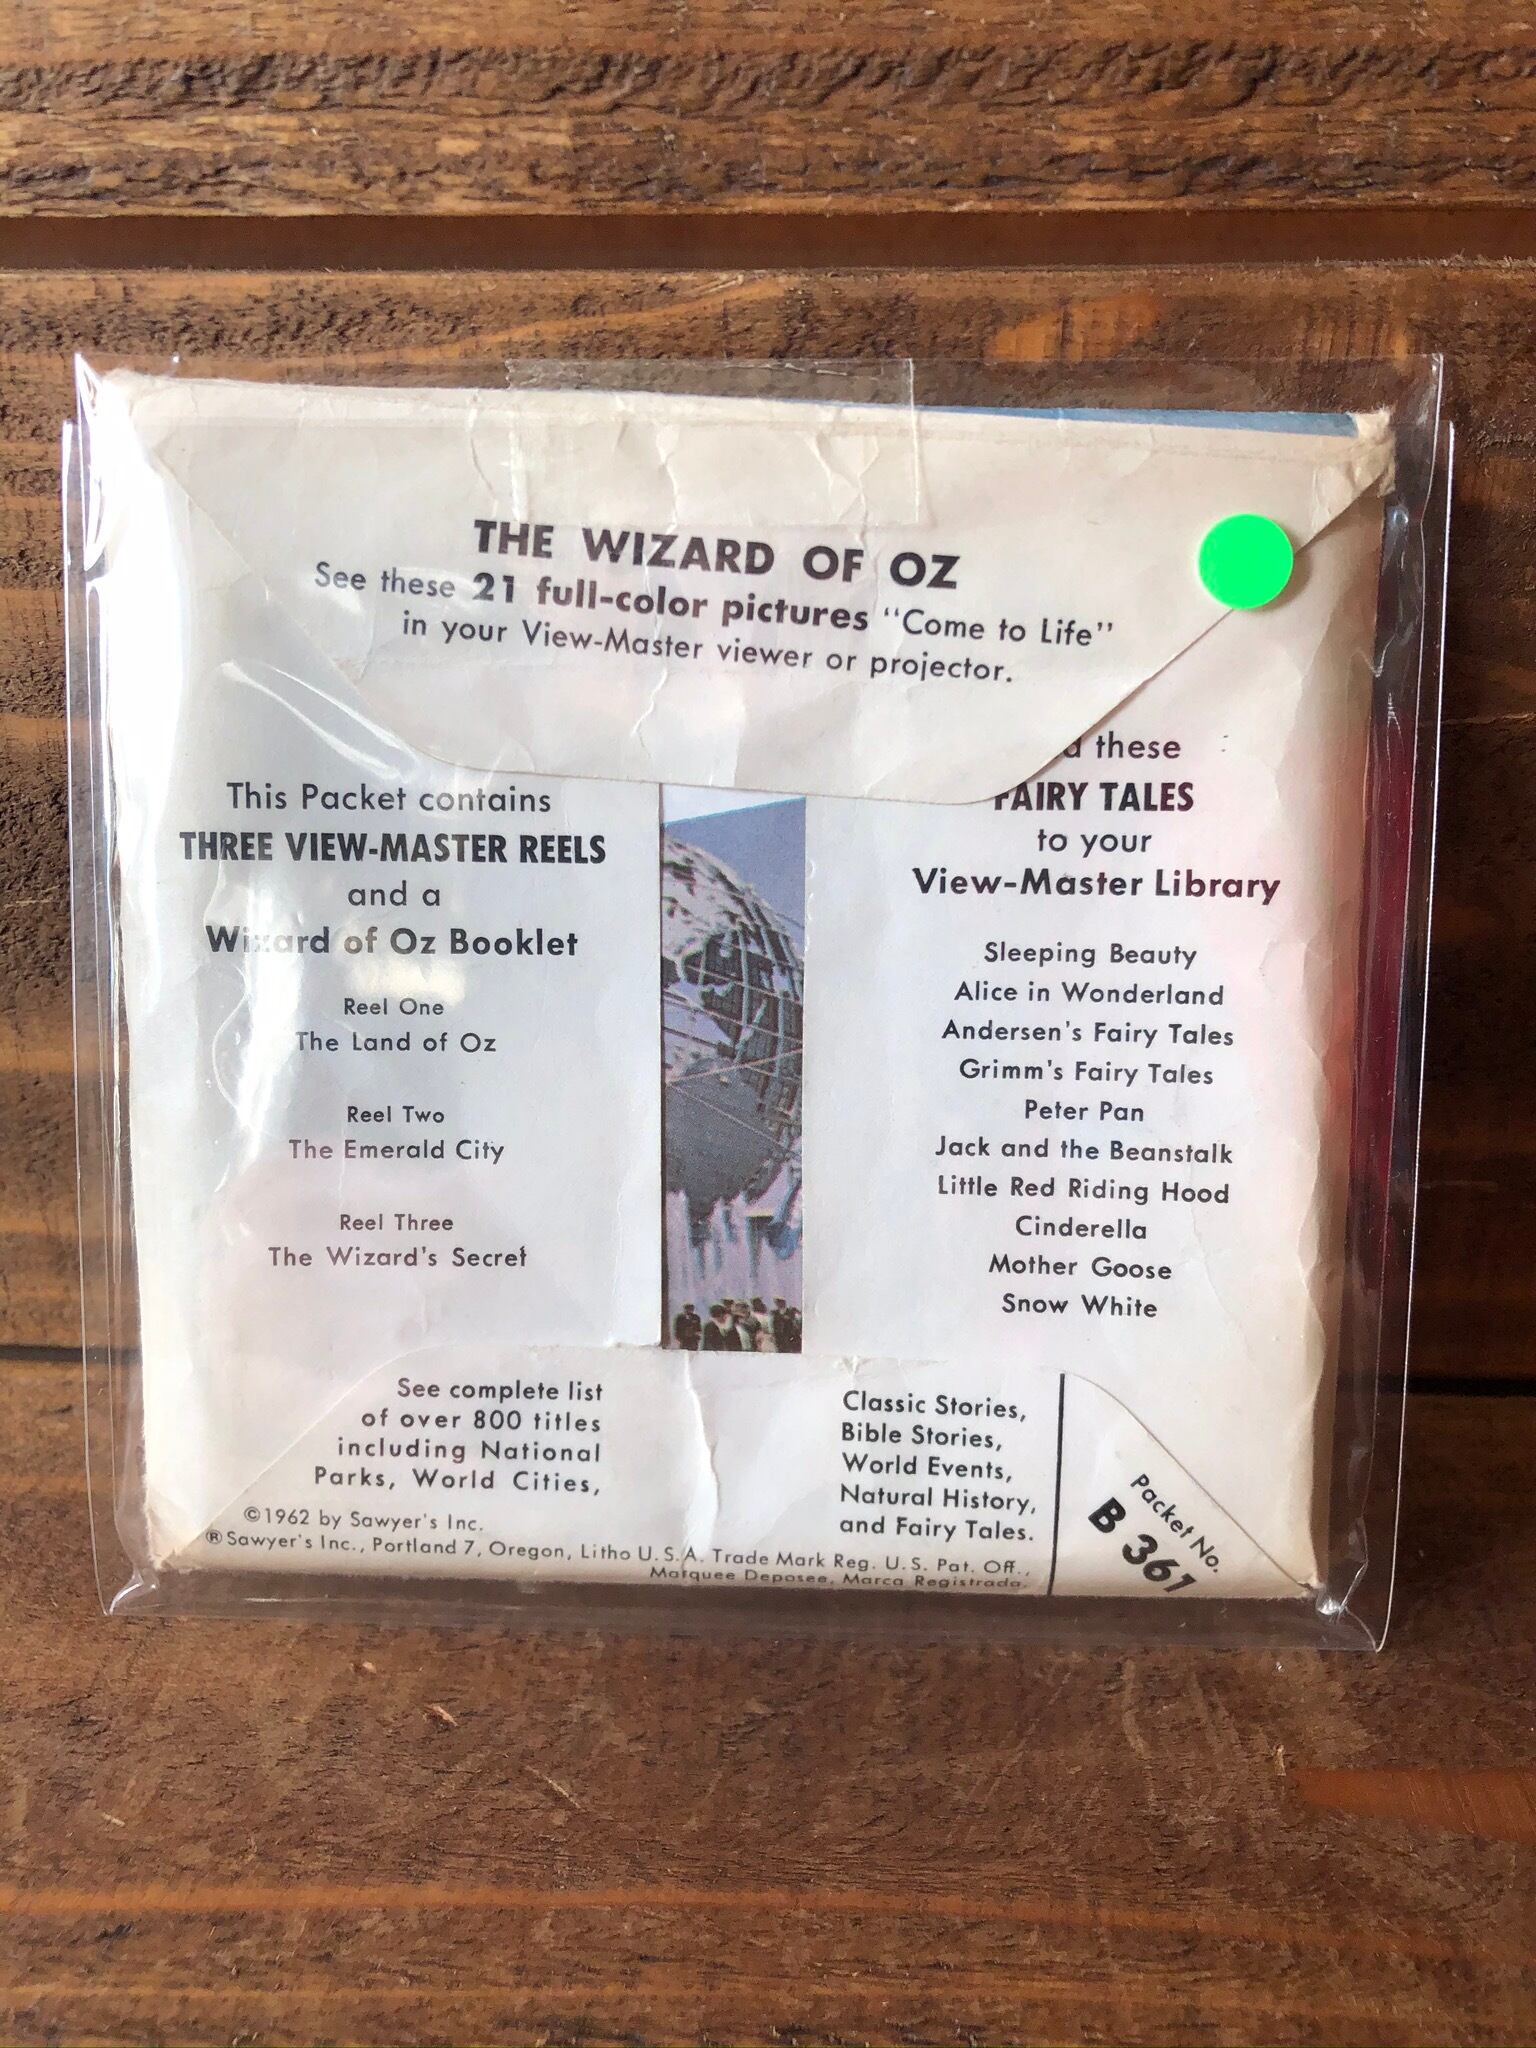 THE WIZARD OF OZ
See these 21 full-color pictures "Come to Life"
in your View-Master viewer or projector.
This Packet contains
THREE VIEW-MASTER REELS
and a
Wizard of Oz Booklet
Reel One
The Land of Oz
Reel Two
The Emerald City
Reel Three
The Wizard's Secret
these
FAIRY TALES
to your
View-Master Library
Sleeping Beauty
Alice in Wonderland
Andersen's Fairy Tales
Grimm's Fairy Tales
Peter Pan
Jack and the Beanstalk
Little Red Riding Hood
Cinderella
Mother Goose
Snow White
See complete list
of over 800 titles
including National
Parks, World Cities,
Classic Stories,
Bible Stories,
World Events,
Natural History,
and Fairy Tales.
©1962 by Sawyer's Inc.
®Sawyer's Inc., Portland 7, Oregon, Litho U.S.A. Trade Mark Reg. U.S. Pat. Off.,
Marquee Deposee, Marca Registrada.
Packet No.
B 361